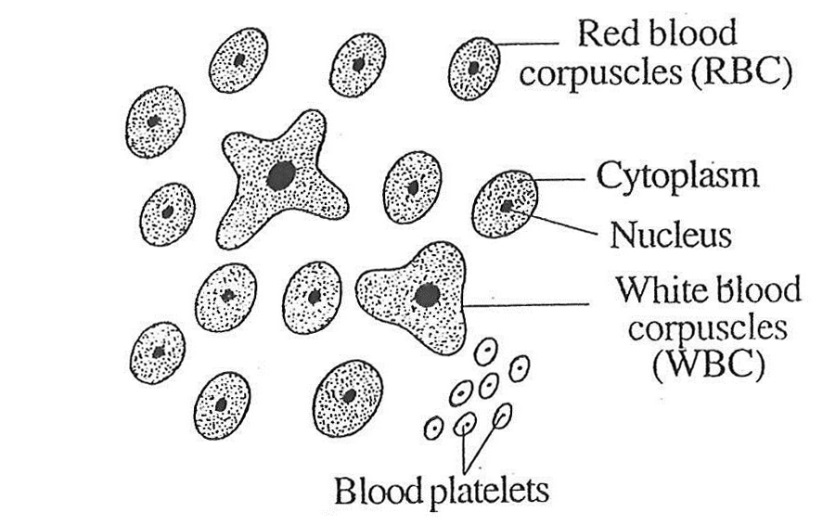 Red blood
corpuscles (RBC)
Cytoplasm
Nucleus
White blood
corpuscles
(WBC)
Blood platelets